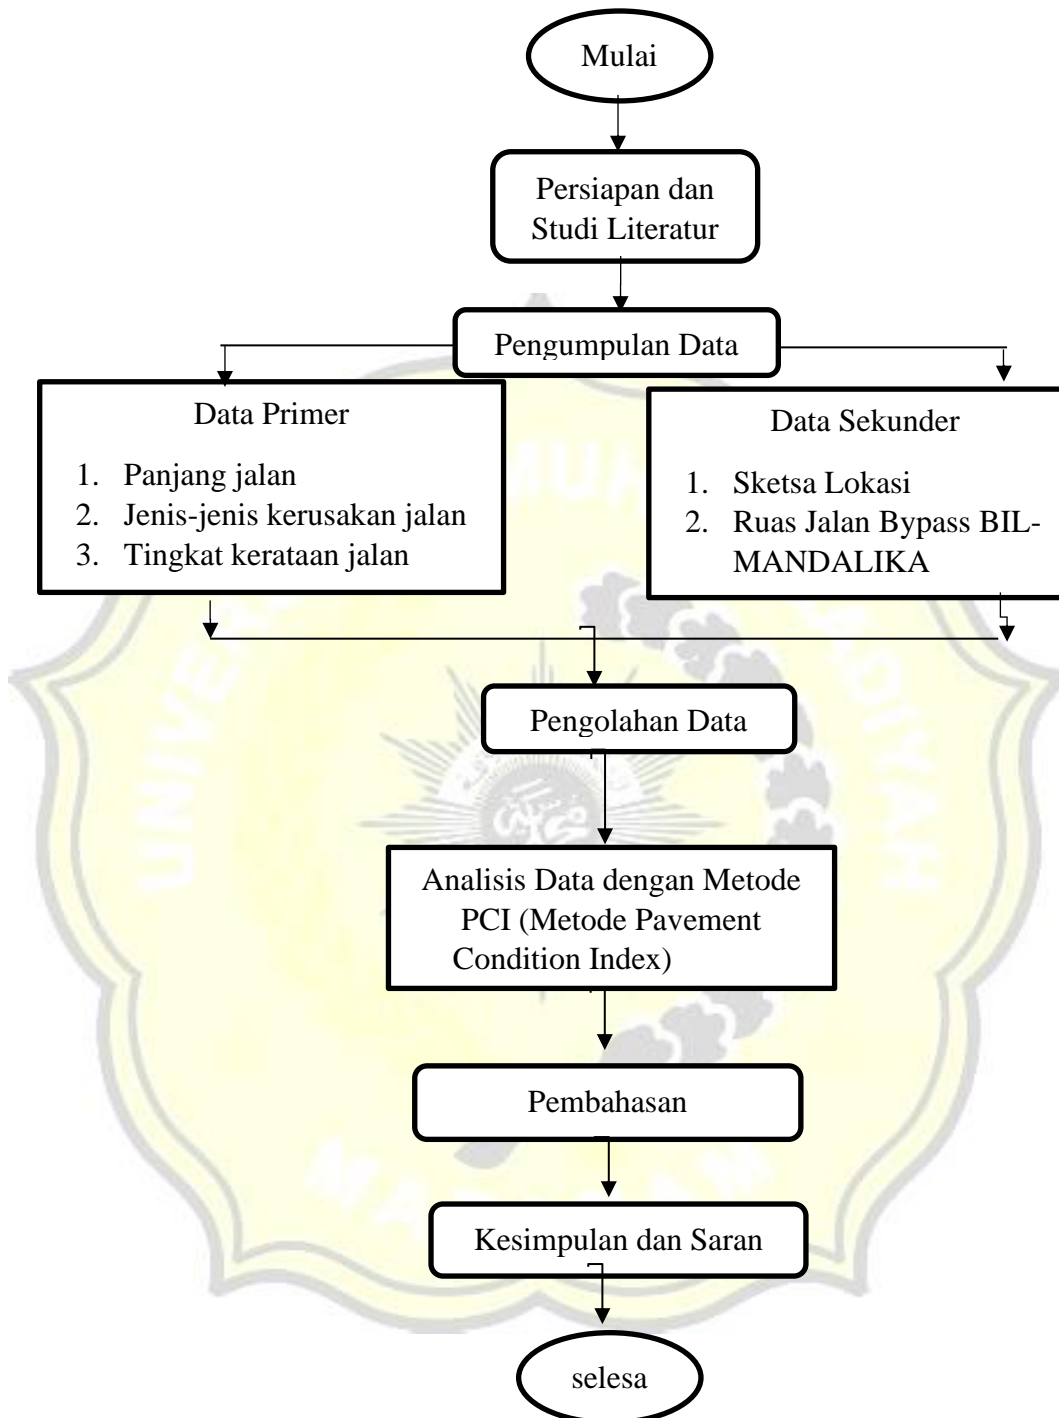 Mulai
Persiapan dan
Studi Literatur
Pengumpulan Data
Data Primer
1. Panjang jalan
2. Jenis-jenis kerusakan jalan
3. Tingkat kerataan jalan
Data Sekunder
1. Sketsa Lokasi
2. Ruas Jalan Bypass BIL-
MANDALIKA
Pengolahan Data
Analisis Data dengan Metode
PCI (Metode Pavement
Condition Index)
Pembahasan
Kesimpulan dan Saran
selesa